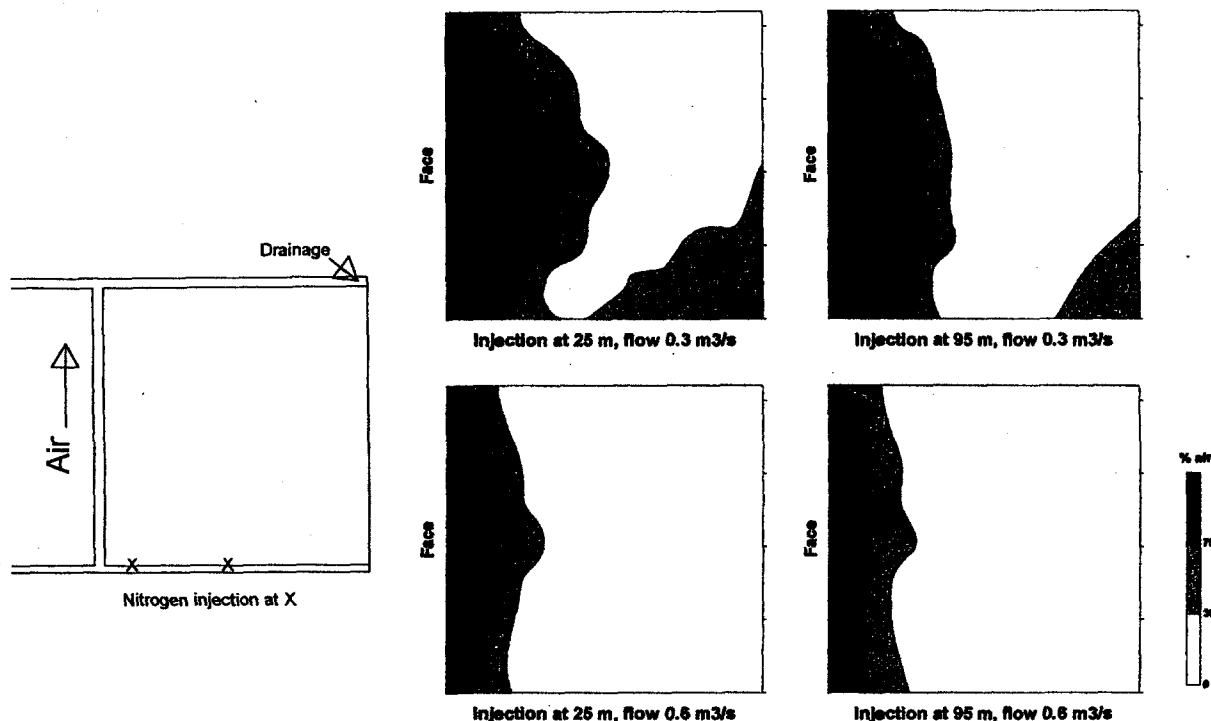 Drainage
Air
Nitrogen injection at X
X
X
Face
Injection at 25 m, flow 0.3 m3/s
Face
Injection at 95 m, flow 0.3 m3/s
Face
Injection at 25 m, flow 0.6 m3/s
Face
Injection at 95 m, flow 0.6 m3/s
% air
0